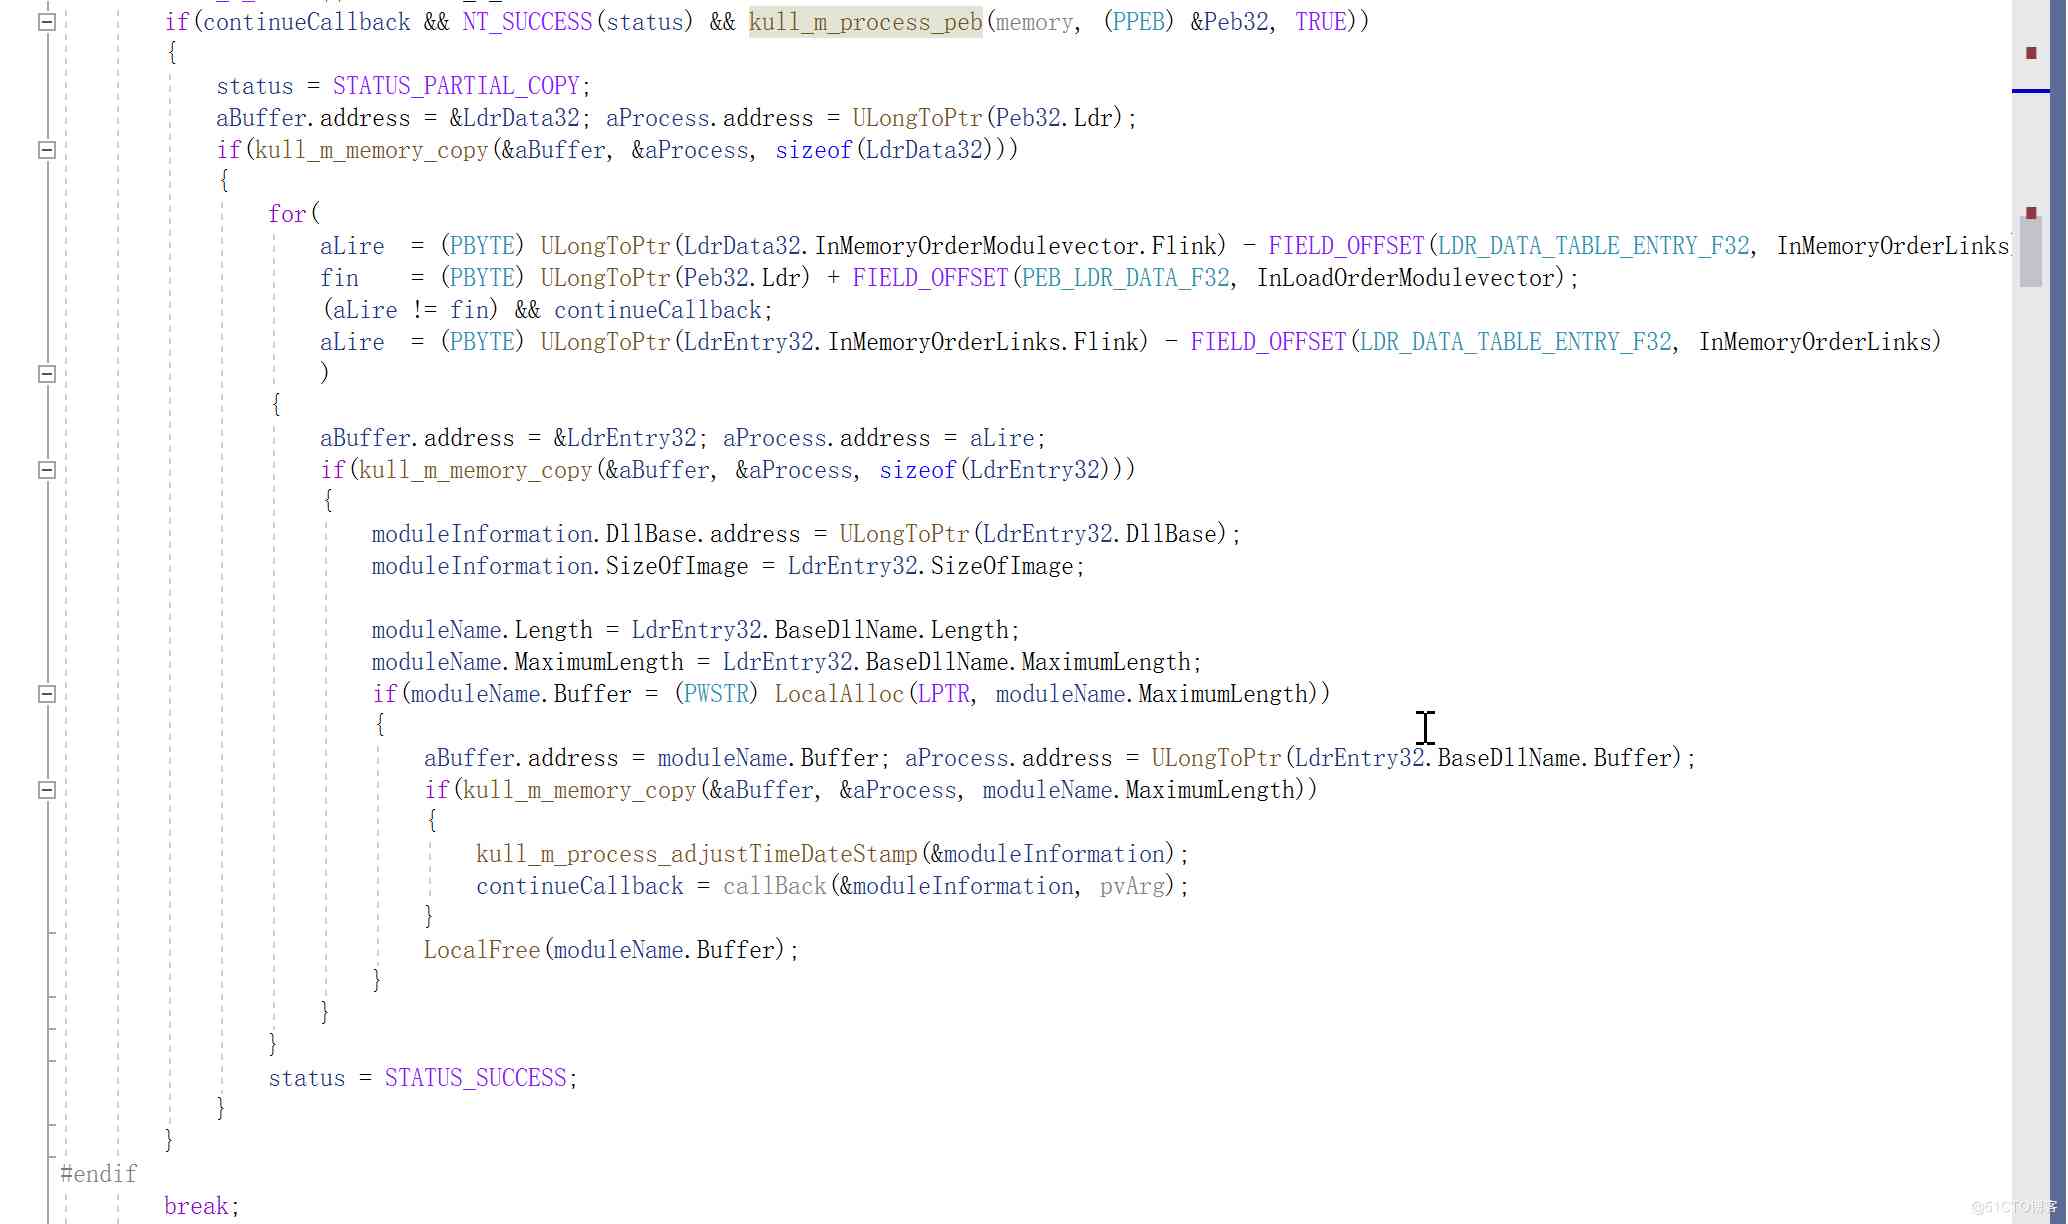 if(continueCallback && NT_SUCCESS(status) && kull_m_process_peb(memory, (PPEB) &Peb32, TRUE))
{
status = STATUS_PARTIAL_COPY;
aBuffer.address = &LdrData32; aProcess.address = ULongToPtr(Peb32.Ldr);
if(kull_m_memory_copy(&aBuffer, &aProcess, sizeof(LdrData32)))
{
for(
aLire  = (PBYTE) ULongToPtr(LdrData32.InMemoryOrderModulevector.Flink) - FIELD_OFFSET(LDR_DATA_TABLE_ENTRY_F32, InMemoryOrderLinks
fin    = (PBYTE) ULongToPtr(Peb32.Ldr) + FIELD_OFFSET(PEB_LDR_DATA_F32, InLoadOrderModulevector);
(aLire != fin) && continueCallback;
aLire  = (PBYTE) ULongToPtr(LdrEntry32.InMemoryOrderLinks.Flink) - FIELD_OFFSET(LDR_DATA_TABLE_ENTRY_F32, InMemoryOrderLinks)
)
{
aBuffer.address = &LdrEntry32; aProcess.address = aLire;
if(kull_m_memory_copy(&aBuffer, &aProcess, sizeof(LdrEntry32)))
{
moduleInformation.DllBase.address = ULongToPtr(LdrEntry32.DllBase);
moduleInformation.SizeOfImage = LdrEntry32.SizeOfImage;
moduleName.Length = LdrEntry32.BaseDllName.Length;
moduleName.MaximumLength = LdrEntry32.BaseDllName.MaximumLength;
if(moduleName.Buffer = (PWSTR) LocalAlloc(LPTR, moduleName.MaximumLength))
{
aBuffer.address = moduleName.Buffer; aProcess.address = ULongToPtr(LdrEntry32.BaseDllName.Buffer);
if(kull_m_memory_copy(&aBuffer, &aProcess, moduleName.MaximumLength))
{
kull_m_process_adjustTimeDateStamp(&moduleInformation);
continueCallback = callBack(&moduleInformation, pvArg);
}
LocalFree(moduleName.Buffer);
}
}
}
status = STATUS_SUCCESS;
}
}
#endif
break;
@51CTO博客